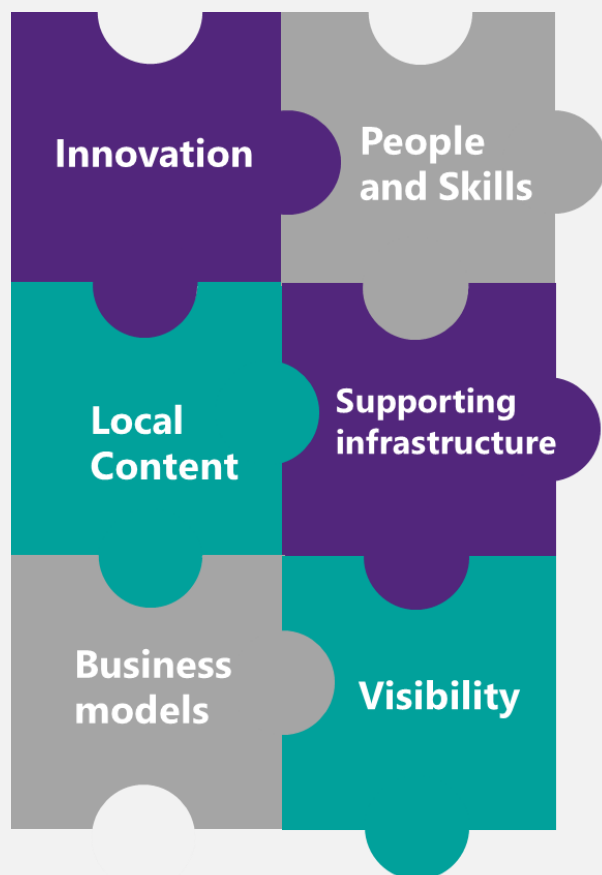 Innovation
People
and Skills
Local
Content
Supporting
infrastructure
Business
models
Visibility